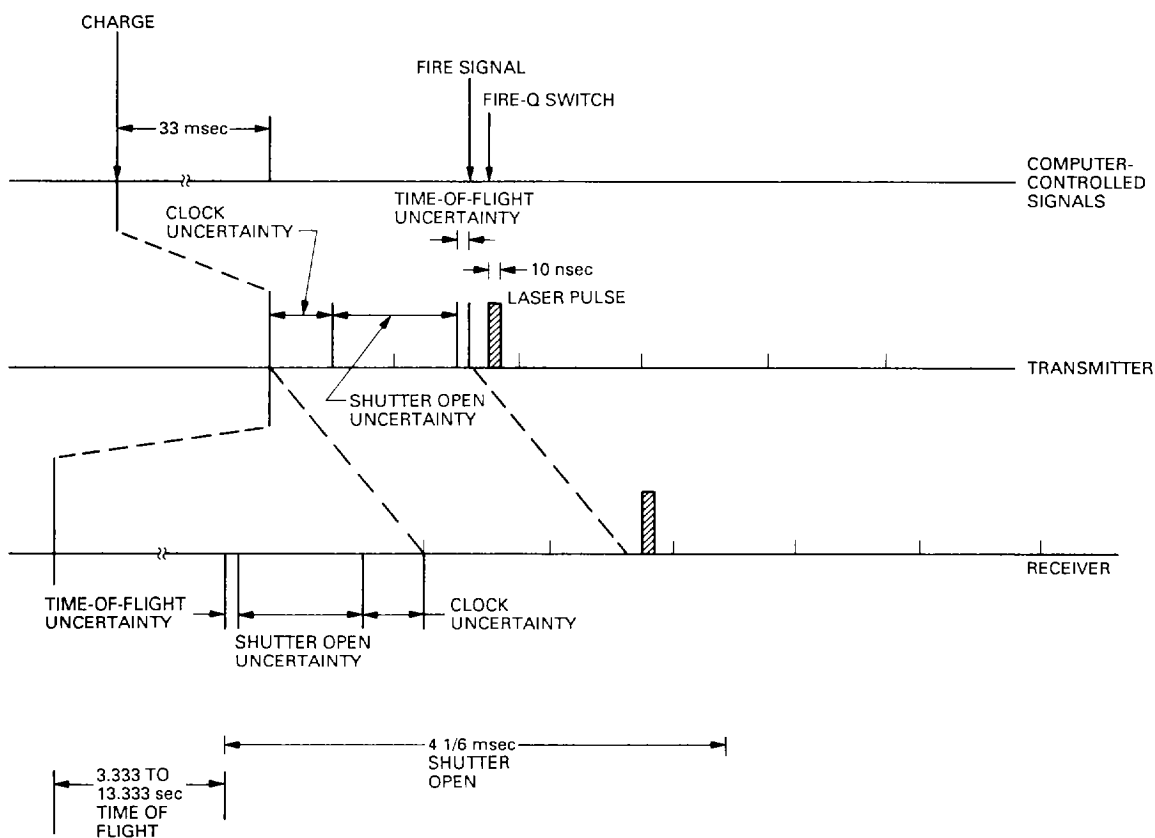 CHARGE
FIRE SIGNAL
FIRE-Q SWITCH
33 msec
COMPUTER-
CONTROLLED
SIGNALS
TIME-OF-FLIGHT
UNCERTAINTY
CLOCK
UNCERTAINTY
10 nsec
LASER PULSE
TRANSMITTER
SHUTTER OPEN
UNCERTAINTY
RECEIVER
TIME-OF-FLIGHT
UNCERTAINTY
SHUTTER OPEN
UNCERTAINTY
CLOCK
UNCERTAINTY
4 1/6 msec
SHUTTER
OPEN
3.333 TO
13.333 sec
TIME OF
FLIGHT